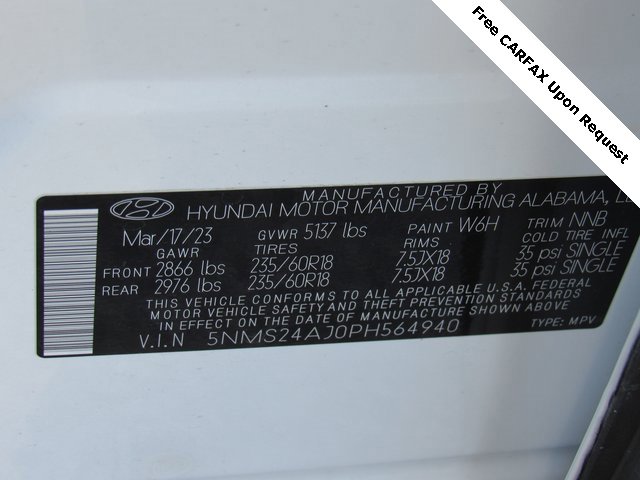 Free CARFAX Upon Request
MANUFACTURED BY
HYUNDAI MOTOR MANUFACTURING ALABAMA,
Mar/17/23 GVWR 5137 lbs PAINT W6H TRIM NNB
GAWR TIRES RIMS COLD TIRE INFL
FRONT 2866 lbs 235/60R18 7.5JX18 35 psi SINGLE
REAR 2976 lbs 235/60R18 7.5JX18 35 psi SINGLE
THIS VEHICLE CONFORMS TO ALL APPLICABLE U.S.A. FEDERAL
MOTOR VEHICLE SAFETY AND THEFT PREVENTION STANDARDS
IN EFFECT ON THE DATE OF MANUFACTURE SHOWN ABOVE
V.I.N 5NMS24AJ0PH564940 TYPE: MPV